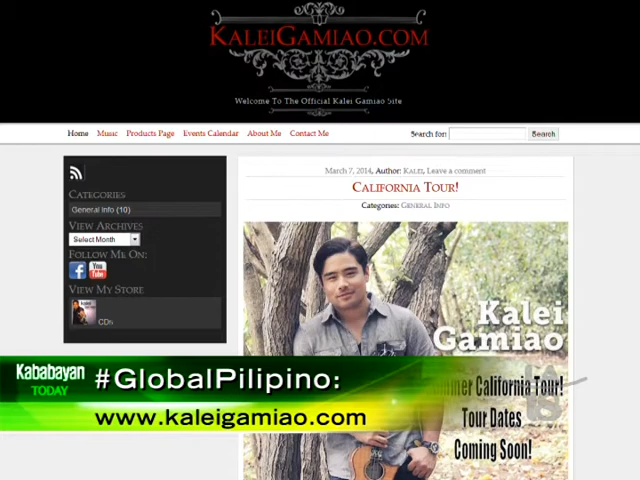 KALEIGAMIAO.COM
Welcome To The Official Kalei Gamiao Site
Home Music Products Page Events Calendar About Me Contact Me Search for: Search
March 7, 2014, Author: KALEI, Leave a comment
CALIFORNIA TOUR!
Categories: GENERAL INFO
CATEGORIES
General Info (10)
VIEW ARCHIVES
Select Month
FOLLOW ME ON:
f You Tube
VIEW MY STORE
CDs
Kalei
Gamiao
California Tour!
Tour Dates
Coming Soon!
Kababayan
TODAY
#GlobalPilipino:
www.kaleigamiao.com